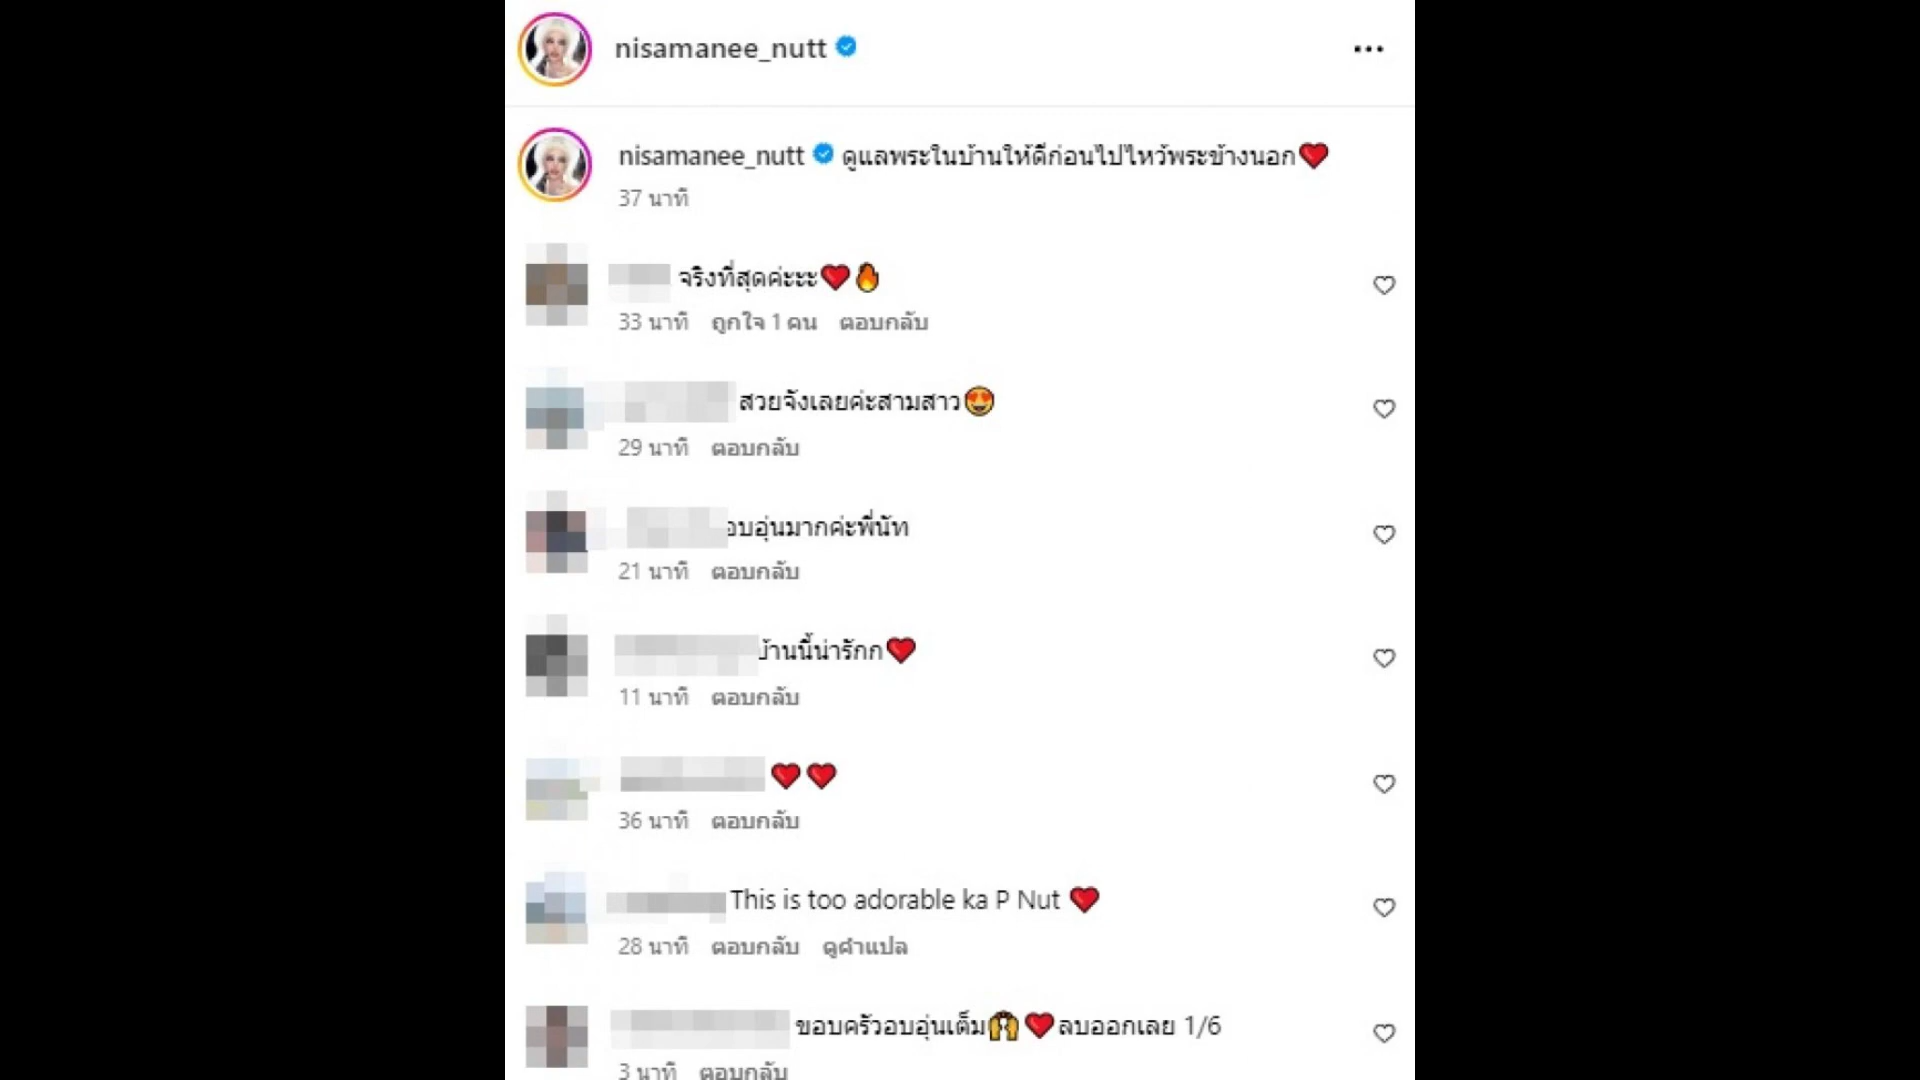 nisamanee_nutt
nisamanee_nutt ดูแลพระในบ้านให้ดีก่อนไปไหว้พระข้างนอก❤️
37 นาที
จริงที่สุดค่ะะะ❤️🔥
33 นาที ถูกใจ 1 คน ตอบกลับ
สวยจังเลยค่ะสามสาว😍
29 นาที ตอบกลับ
อบอุ่นมากค่ะพี่นัท
21 นาที ตอบกลับ
บ้านนี้น่ารักก❤️
11 นาที ตอบกลับ
❤️❤️
36 นาที ตอบกลับ
This is too adorable ka P Nut ❤️
28 นาที ตอบกลับ ดูคำแปล
ขอบครัวอบอุ่นเต็ม🙌❤️ลบออกเลย 1/6
3 นาที ตอบกลับ